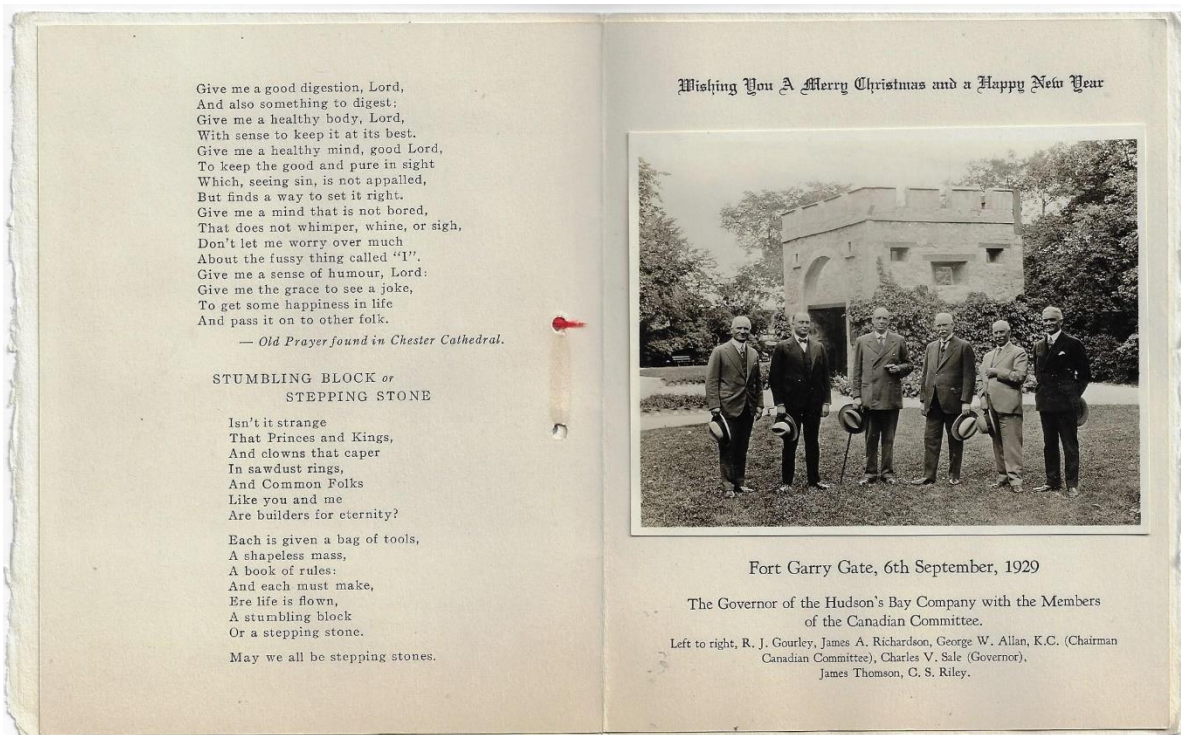 Give me a good digestion, Lord,
And also something to digest;
Give me a healthy body, Lord,
With sense to keep it at its best.
Give me a healthy mind, good Lord,
To keep the good and pure in sight
Which, seeing sin, is not appalled,
But finds a way to set it right.
Give me a mind that is not bored,
That does not whimper, whine, or sigh,
Don't let me worry over much
About the fussy thing called "I".
Give me a sense of humour, Lord:
Give me the grace to see a joke,
To get some happiness in life
And pass it on to other folk.
— Old Prayer found in Chester Cathedral.
STUMBLING BLOCK or
STEPPING STONE
Isn't it strange
That Princes and Kings,
And clowns that caper
In sawdust rings,
And Common Folks
Like you and me
Are builders for eternity?
Each is given a bag of tools,
A shapeless mass,
A book of rules:
And each must make,
Ere life is flown,
A stumbling block
Or a stepping stone.
May we all be stepping stones.
Wishing You A Merry Christmas and a Happy New Year
Fort Garry Gate, 6th September, 1929
The Governor of the Hudson's Bay Company with the Members
of the Canadian Committee.
Left to right, R. J. Gourley, James A. Richardson, George W. Allan, K.C. (Chairman
Canadian Committee), Charles V. Sale (Governor),
James Thomson, C. S. Riley.